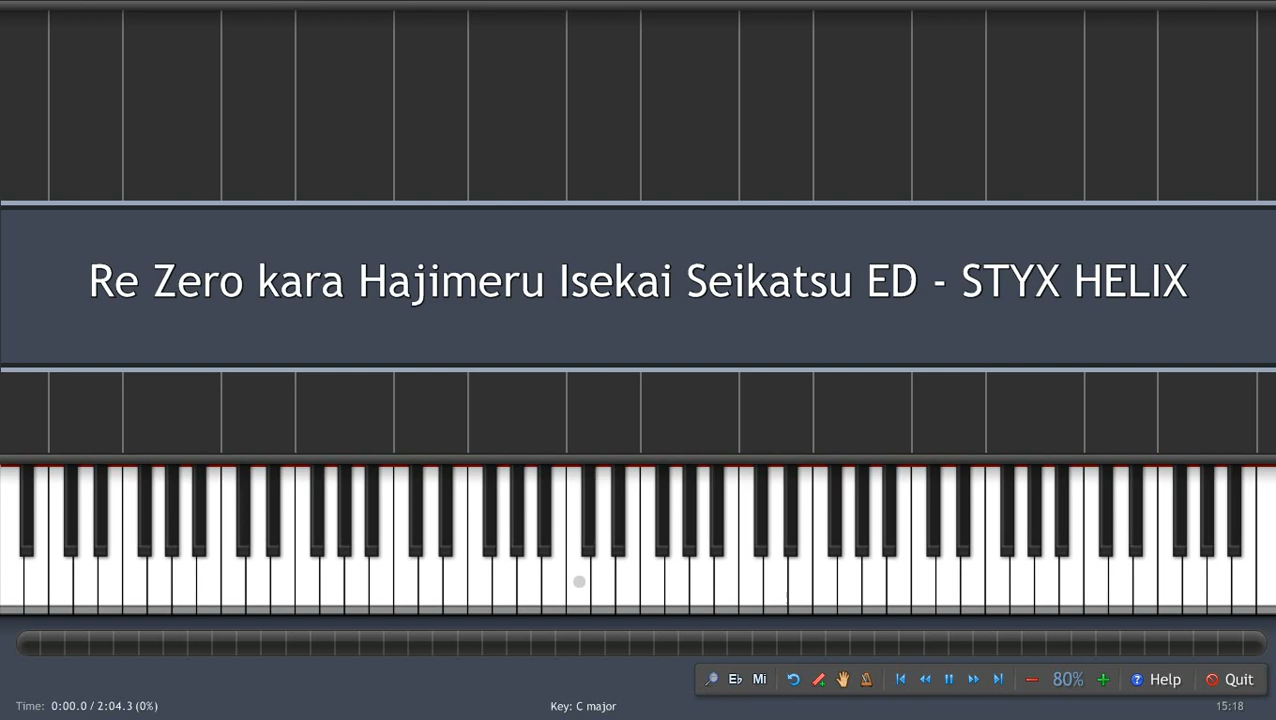 Re Zero kara Hajimeru Isekai Seikatsu ED - STYX HELIX
E♭ Mi 80% Help Quit
Time: 0:00.0 / 2:04.3 (0%) Key: C major 15:18